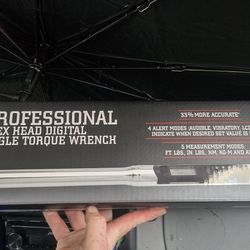 PROFESSIONAL
EX HEAD DIGITAL
GLE TORQUE WRENCH
33% MORE ACCURATE*
4 ALERT MODES (AUDIBLE, VIBRATORY, LCD
INDICATE WHEN DESIRED SET VALUE IS
5 MEASUREMENT MODES:
FT. LBS., IN. LBS., NM, KG-M AND A